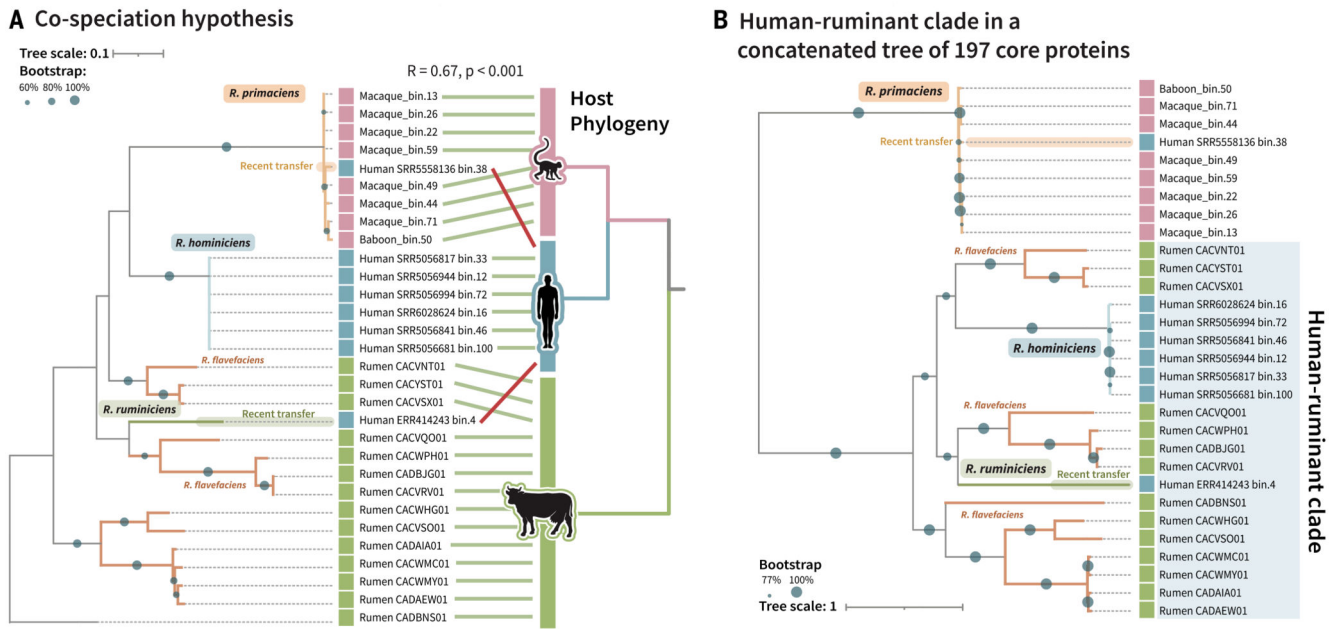 A Co-speciation hypothesis
Tree scale: 0.1
Bootstrap:
60% 80% 100%
R = 0.67, p < 0.001
Host
Phylogeny
R. primaciens
Recent transfer
R. hominiciens
R. flavefaciens
R. ruminiciens
Recent transfer
R. flavefaciens
Macaque_bin.13
Macaque_bin.26
Macaque_bin.22
Macaque_bin.59
Human SRR5558136 bin.38
Macaque_bin.49
Macaque_bin.44
Macaque_bin.71
Baboon_bin.50
Human SRR5056817 bin.33
Human SRR5056944 bin.12
Human SRR5056994 bin.72
Human SRR6028624 bin.16
Human SRR5056841 bin.46
Human SRR5056681 bin.100
Rumen CACVNT01
Rumen CACYST01
Rumen CACVSX01
Human ERR414243 bin.4
Rumen CACVQO01
Rumen CACWPH01
Rumen CADBJG01
Rumen CACVRV01
Rumen CACWHG01
Rumen CACVSO01
Rumen CADAIA01
Rumen CACWMC01
Rumen CACWMY01
Rumen CADAEW01
Rumen CADBNS01
B Human-ruminant clade in a
concatenated tree of 197 core proteins
R. primaciens
Recent transfer
R. flavefaciens
R. hominiciens
R. flavefaciens
R. ruminiciens
Recent transfer
R. flavefaciens
Baboon_bin.50
Macaque_bin.71
Macaque_bin.44
Human SRR5558136 bin.38
Macaque_bin.49
Macaque_bin.59
Macaque_bin.22
Macaque_bin.26
Macaque_bin.13
Rumen CACVNT01
Rumen CACYST01
Rumen CACVSX01
Human SRR6028624 bin.16
Human SRR5056994 bin.72
Human SRR5056841 bin.46
Human SRR5056944 bin.12
Human SRR5056817 bin.33
Human SRR5056681 bin.100
Rumen CACVQO01
Rumen CACWPH01
Rumen CADBJG01
Rumen CACVRV01
Human ERR414243 bin.4
Rumen CADBNS01
Rumen CACWHG01
Rumen CACVSO01
Rumen CACWMC01
Rumen CACWMY01
Rumen CADAIA01
Rumen CADAEW01
Human-ruminant clade
Bootstrap
77% 100%
Tree scale: 1